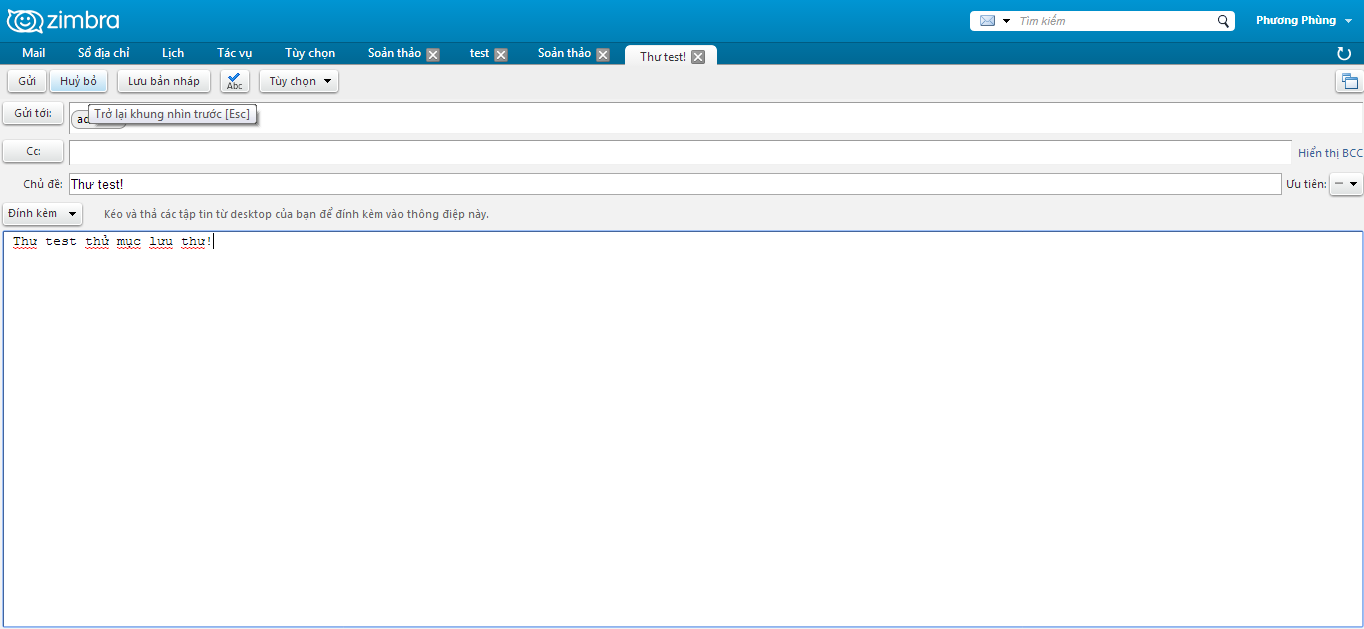 zimbra
Tìm kiếm
Phương Phùng
Mail Sổ địa chỉ Lịch Tác vụ Tùy chọn Soản thảo test Soản thảo Thư test!
Gửi Huỷ bỏ Lưu bản nháp Abc Tùy chọn
Gửi tới:
Trở lại khung nhìn trước [Esc]
Cc: Hiển thị BCC
Chủ đề: Thư test! Ưu tiên:
Đính kèm Kéo và thả các tập tin từ desktop của bạn để đính kèm vào thông điệp này.
Thư test thử mục lưu thư!